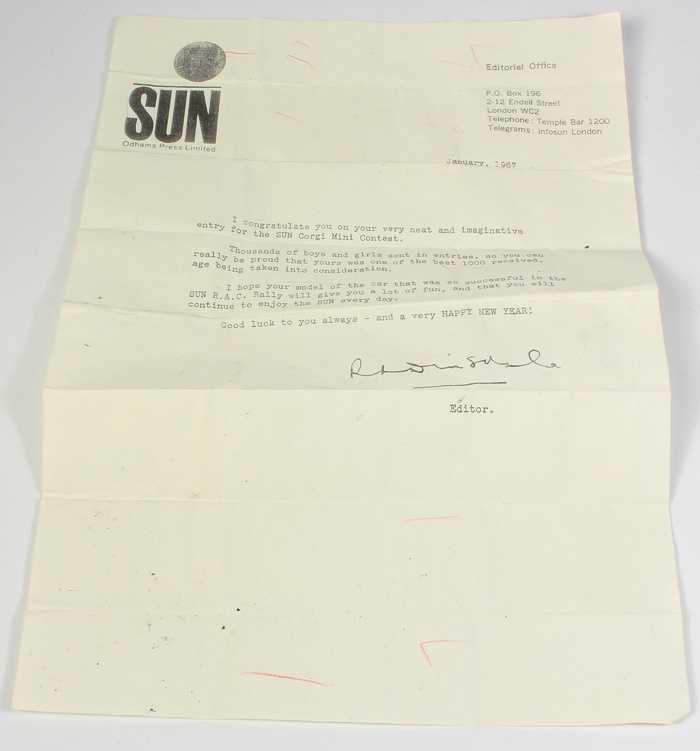 SUN
Odhams Press Limited
Editorial Office
P.O. Box 196
2-12 Endell Street
London WC2
Telephone: Temple Bar 1200
Telegrams: Infosun London
January, 1967
I congratulate you on your very neat and imaginative
entry for the SUN Corgi Mini Contest.
Thousands of boys and girls sent in entries, so you can
really be proud that yours was one of the best 1000 received,
age being taken into consideration.
I hope your model of the car that was so successful in the
SUN R.A.C. Rally will give you a lot of fun, and that you will
continue to enjoy the SUN every day.
Good luck to you always - and a very HAPPY NEW YEAR!
Editor.